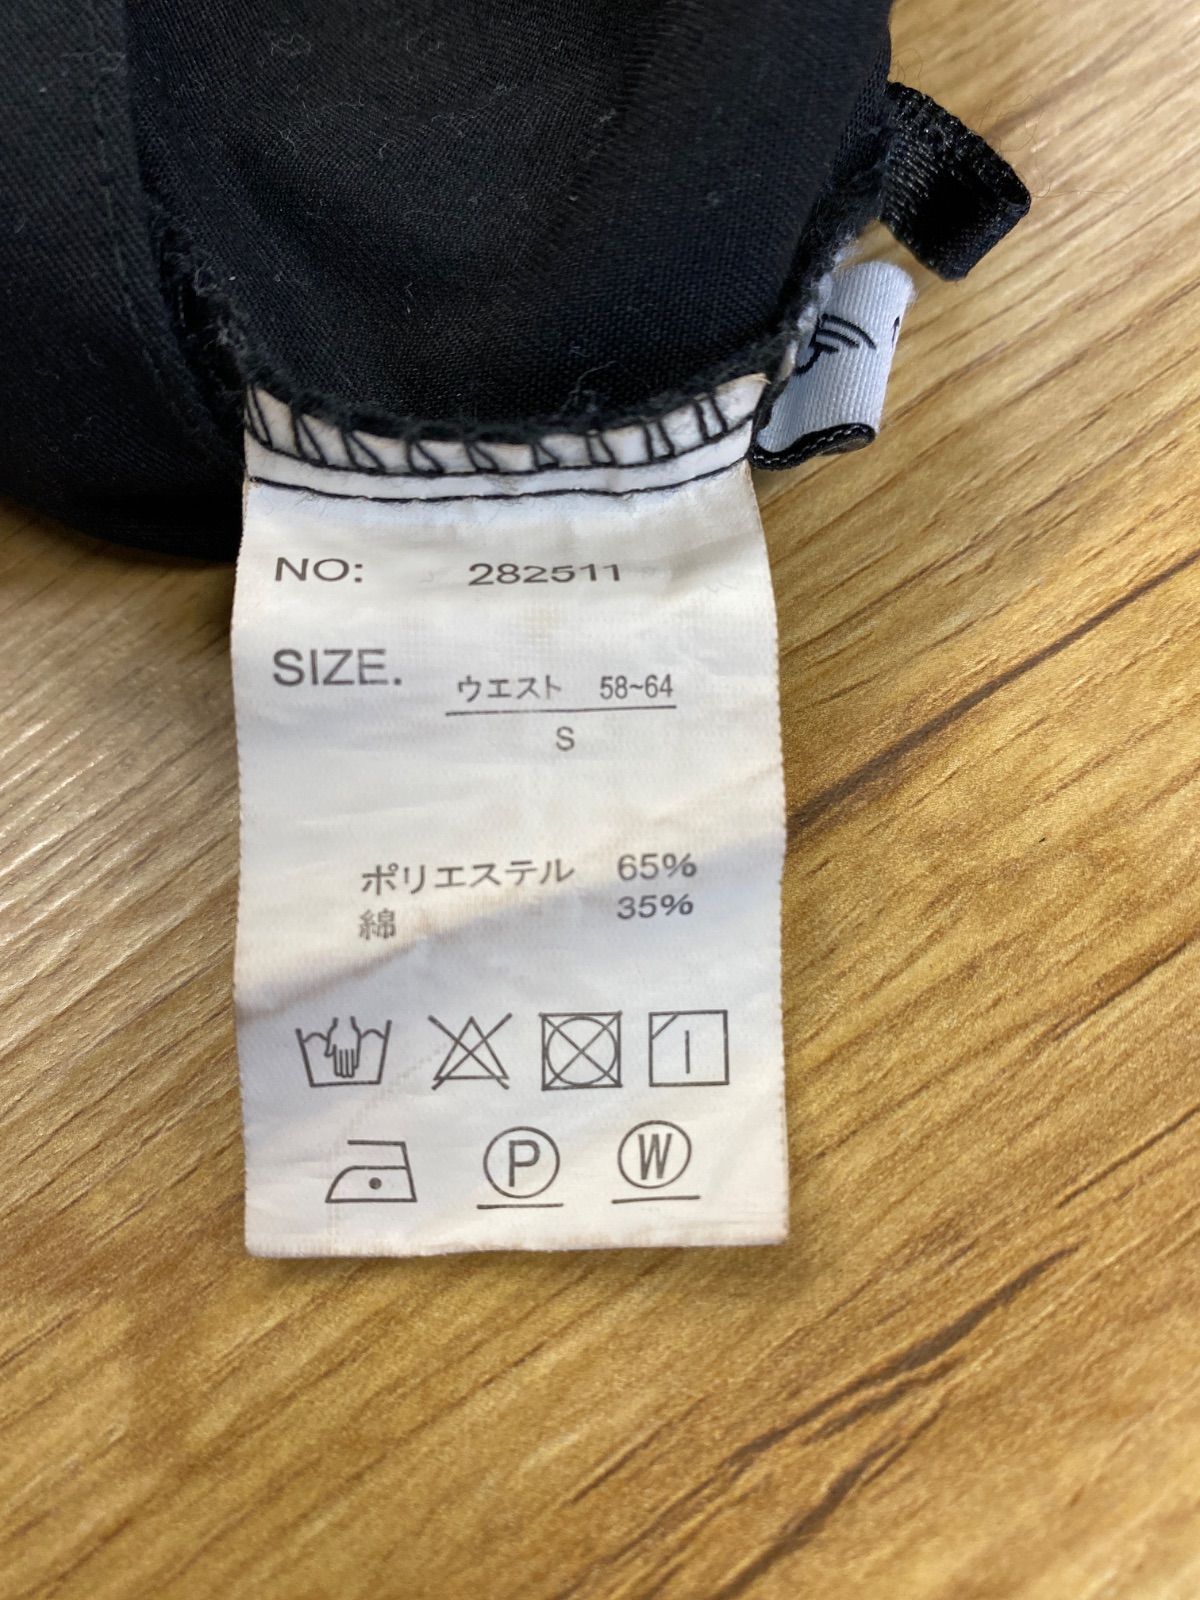 NO: 282511
SIZE. ウエスト 58~64
S
ポリエステル 65%
綿 35%
P W